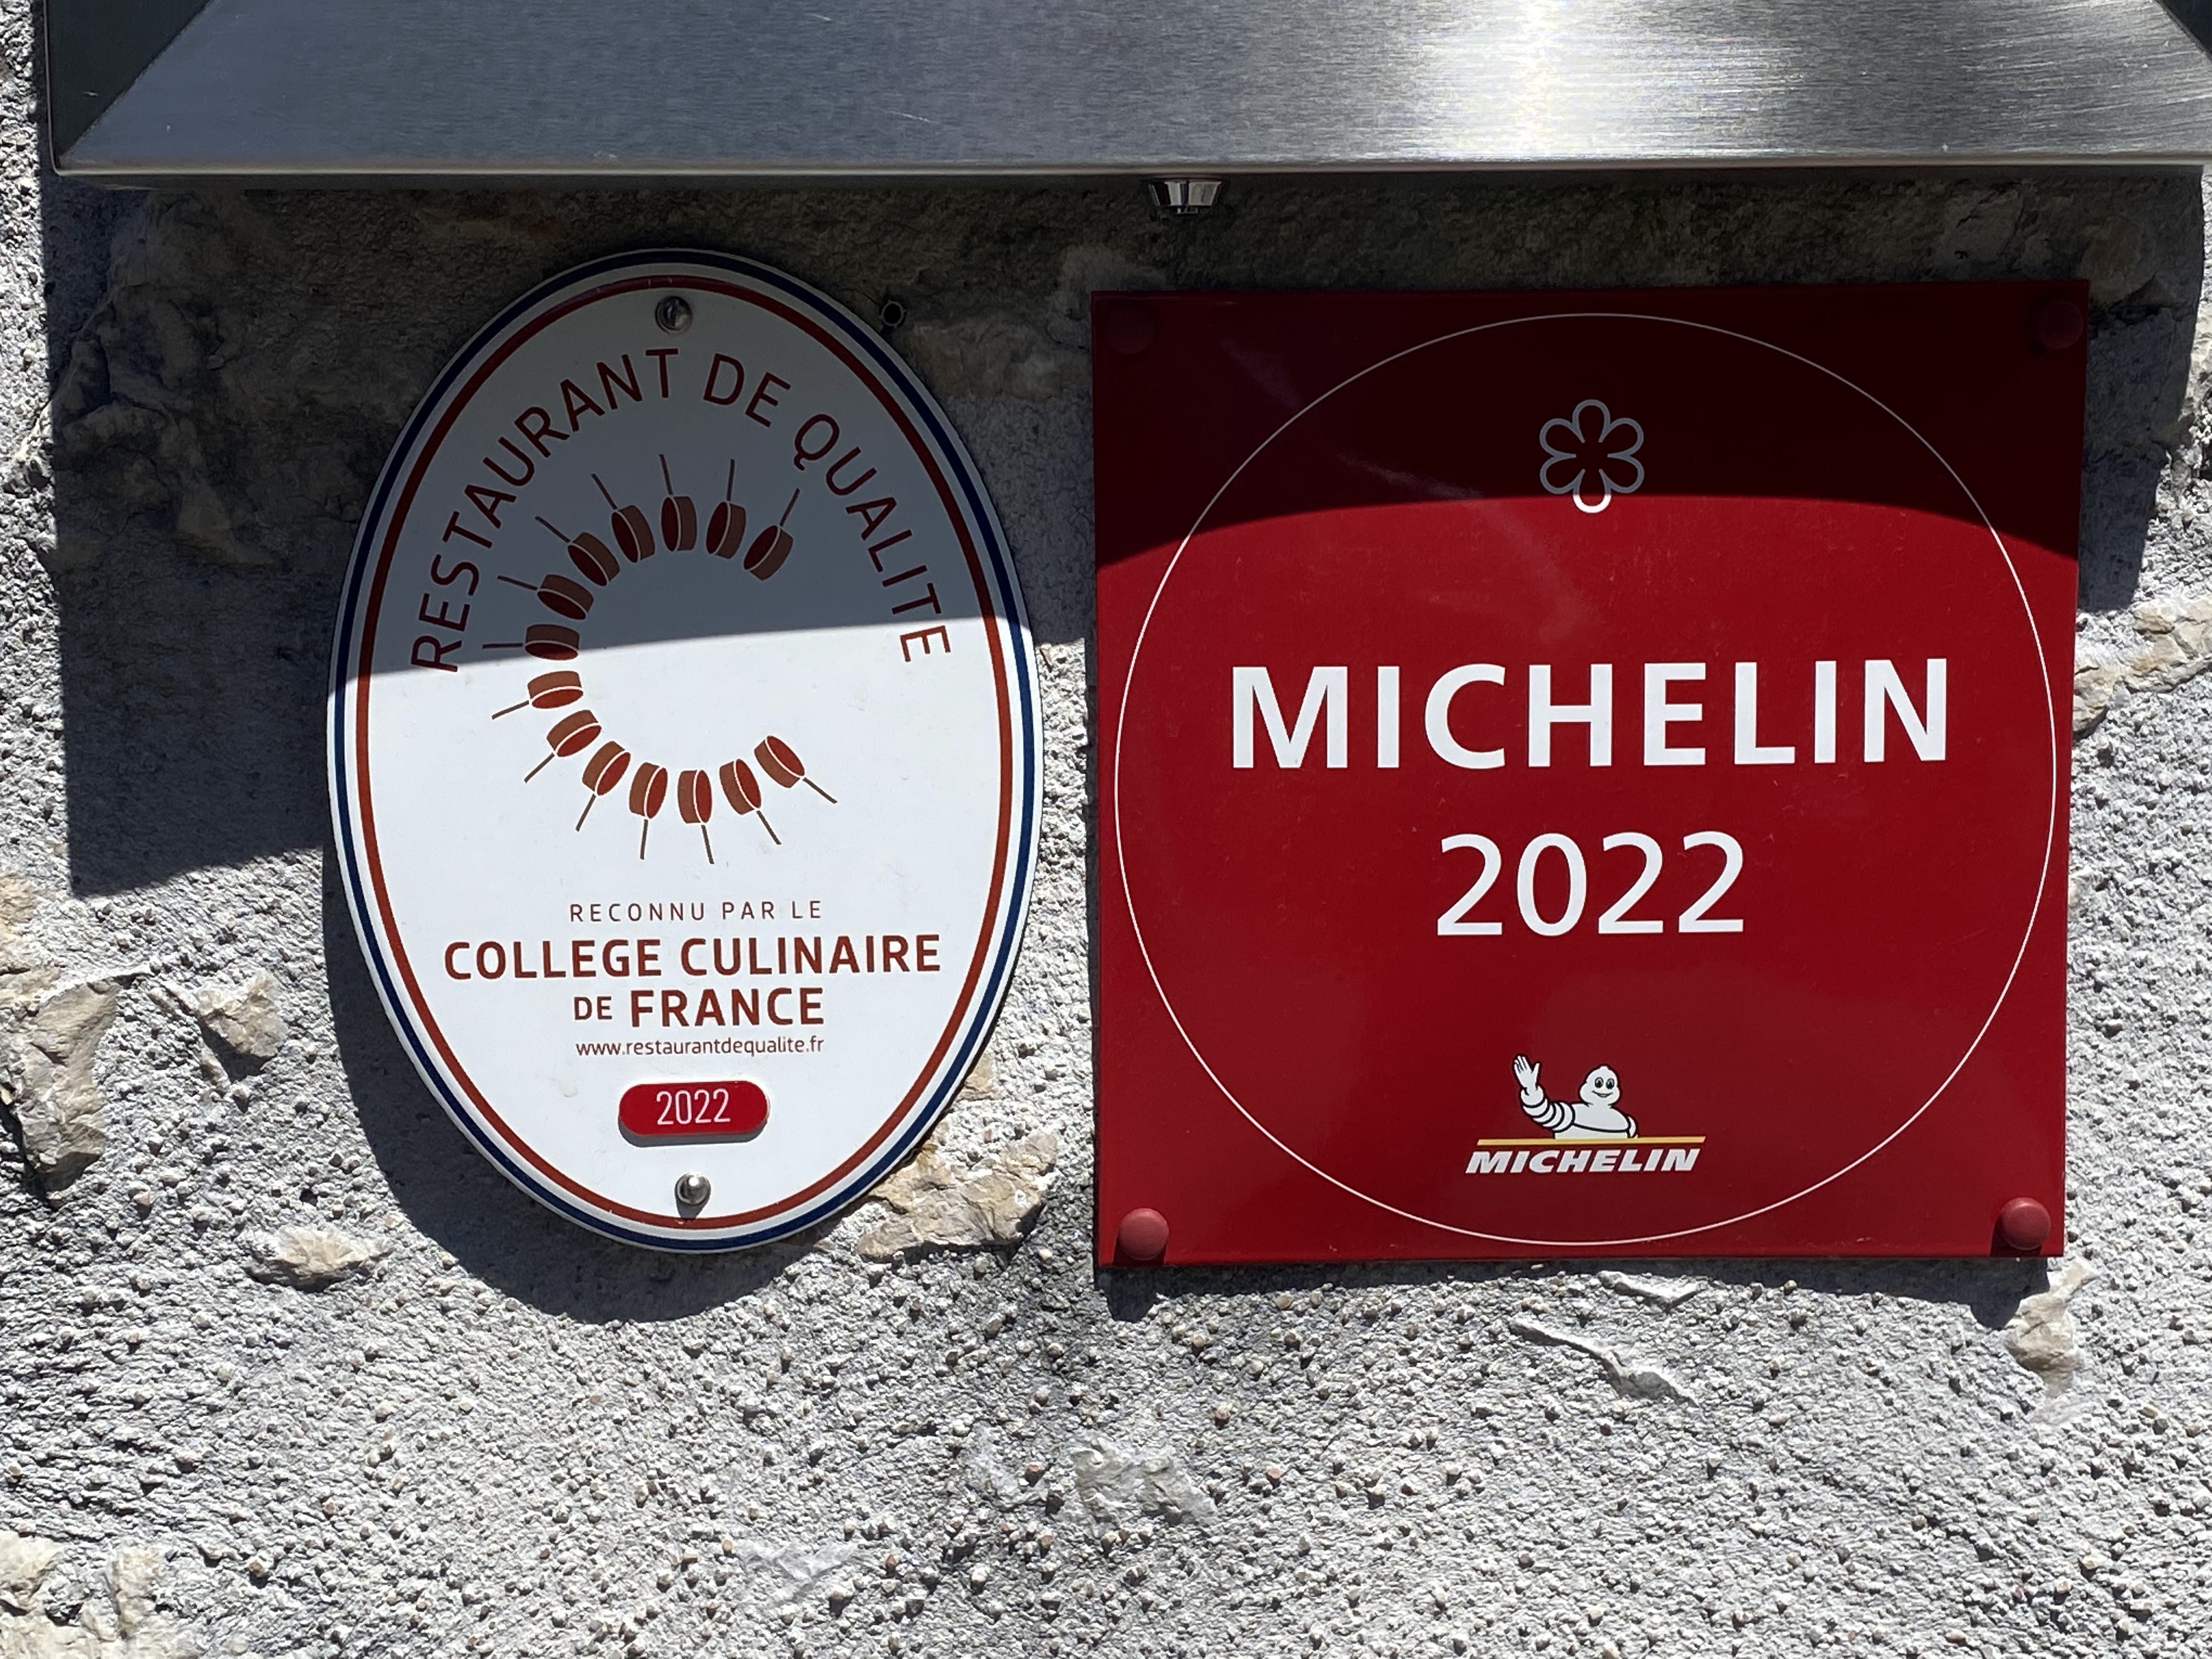 RESTAURANT DE QUALITE
RECONNU PAR LE
COLLEGE CULINAIRE
DE FRANCE
www.restaurantdequalite.fr
2022
MICHELIN
2022
MICHELIN